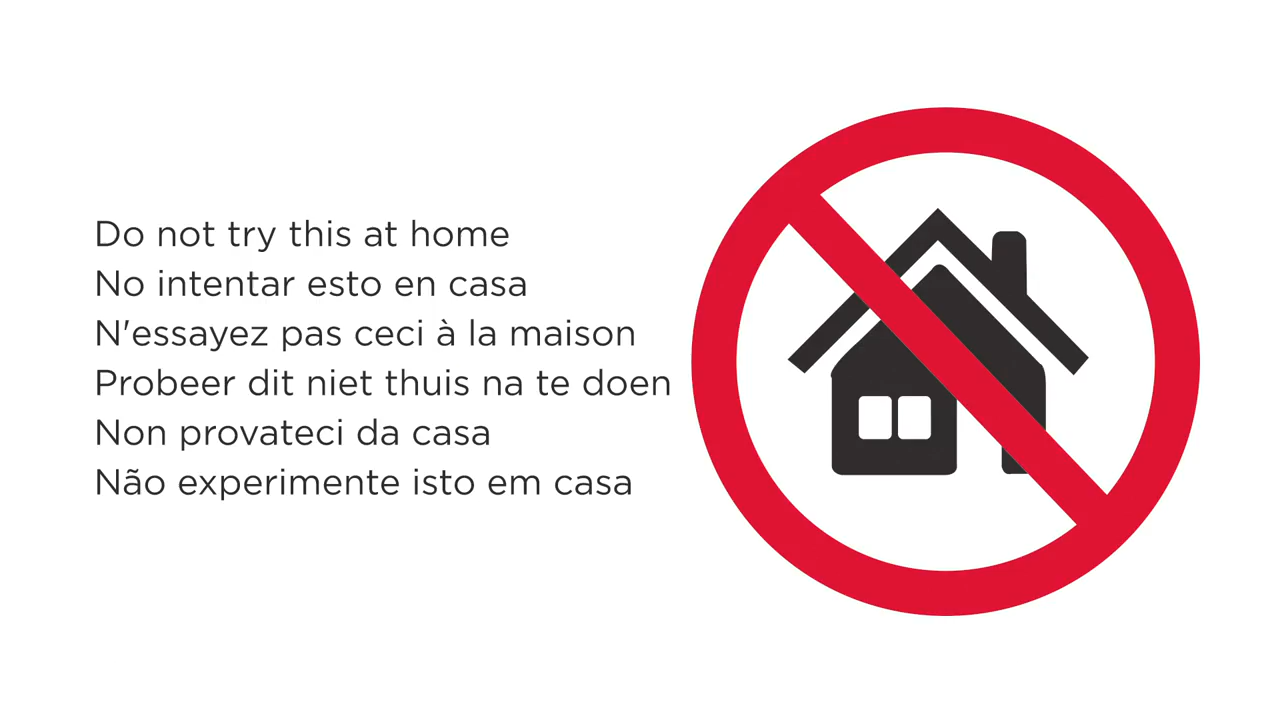 Do not try this at home
No intentar esto en casa
N'essayez pas ceci à la maison
Probeer dit niet thuis na te doen
Non provateci da casa
Não experimente isto em casa